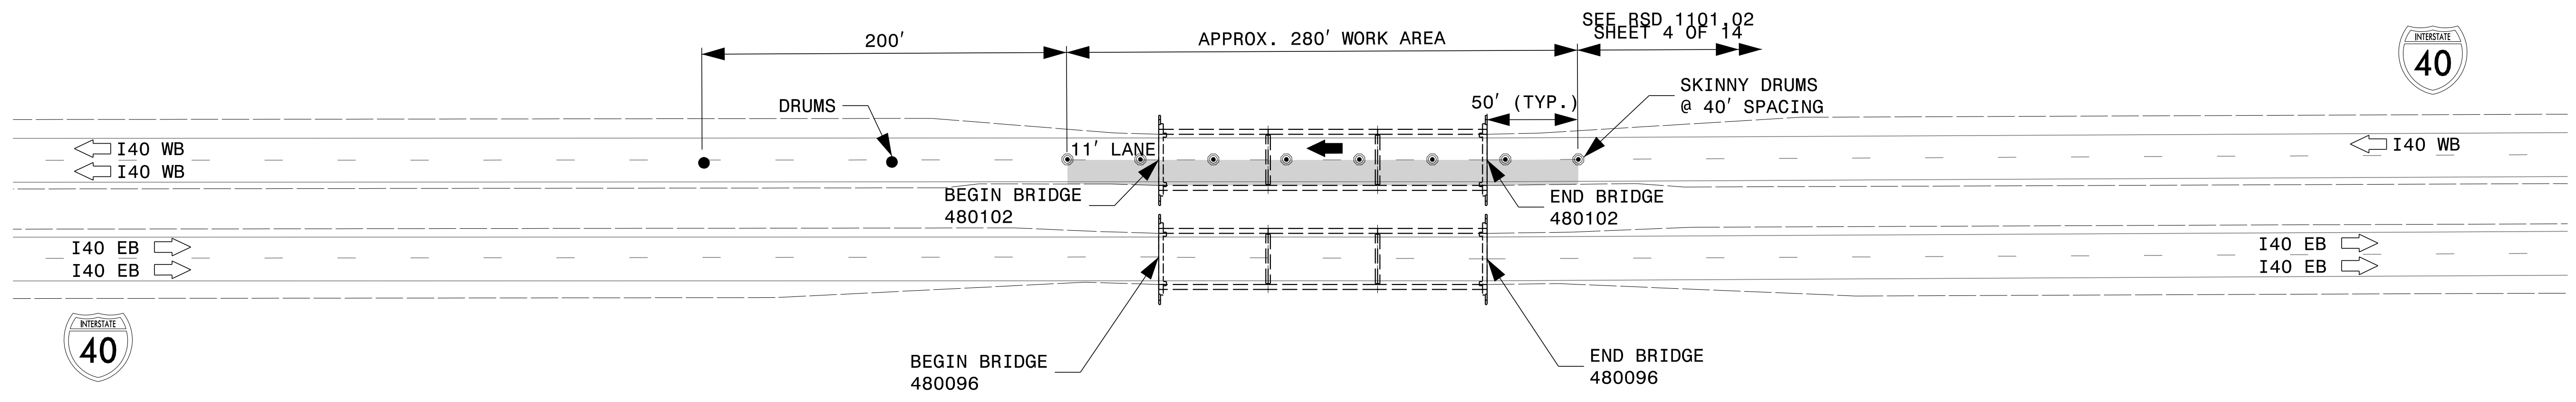 SEE RSD 1101.02
SHEET 4 OF 14
200'
APPROX. 280' WORK AREA
INTERSTATE
40
SKINNY DRUMS
@ 40' SPACING
DRUMS
50' (TYP.)
I40 WB
I40 WB
11' LANE
I40 WB
BEGIN BRIDGE
480102
END BRIDGE
480102
I40 EB
I40 EB
I40 EB
I40 EB
INTERSTATE
40
BEGIN BRIDGE
480096
END BRIDGE
480096